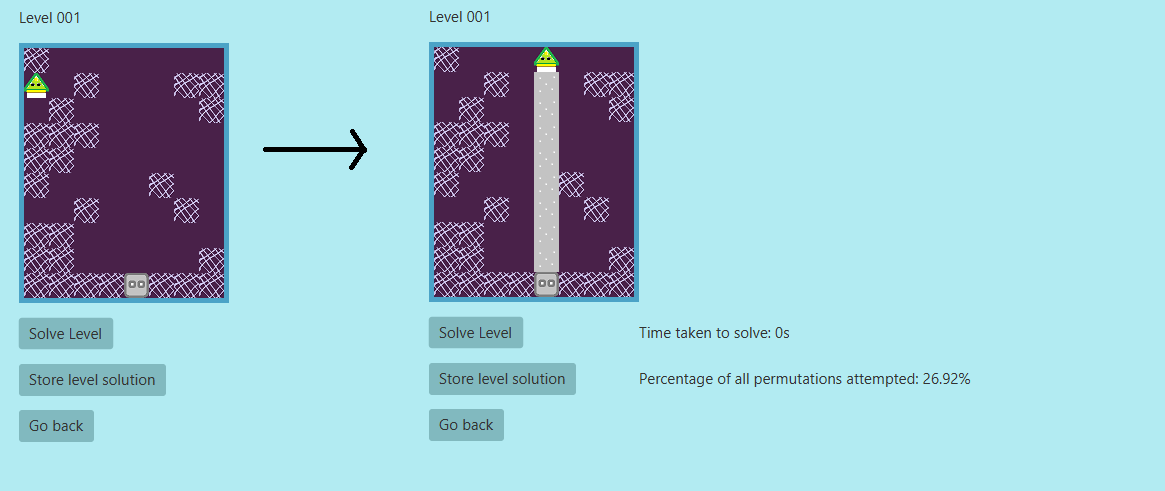 Level 001
Solve Level
Store level solution
Go back
Level 001
Solve Level
Time taken to solve: 0s
Store level solution
Percentage of all permutations attempted: 26.92%
Go back